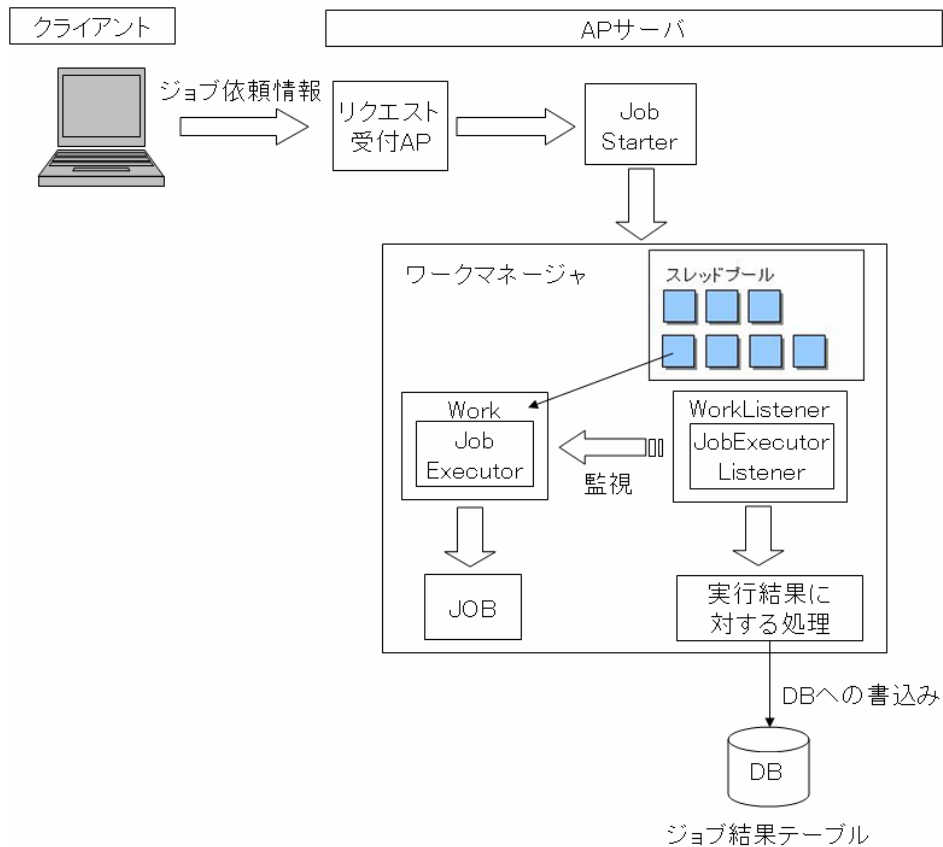 クライアント
APサーバ
ジョブ依頼情報
リクエスト
受付AP
Job
Starter
ワークマネージャ
スレッドプール
Work
Job
Executor
監視
WorkListener
JobExecutor
Listener
JOB
実行結果に
対する処理
DBへの書込み
DB
ジョブ結果テーブル